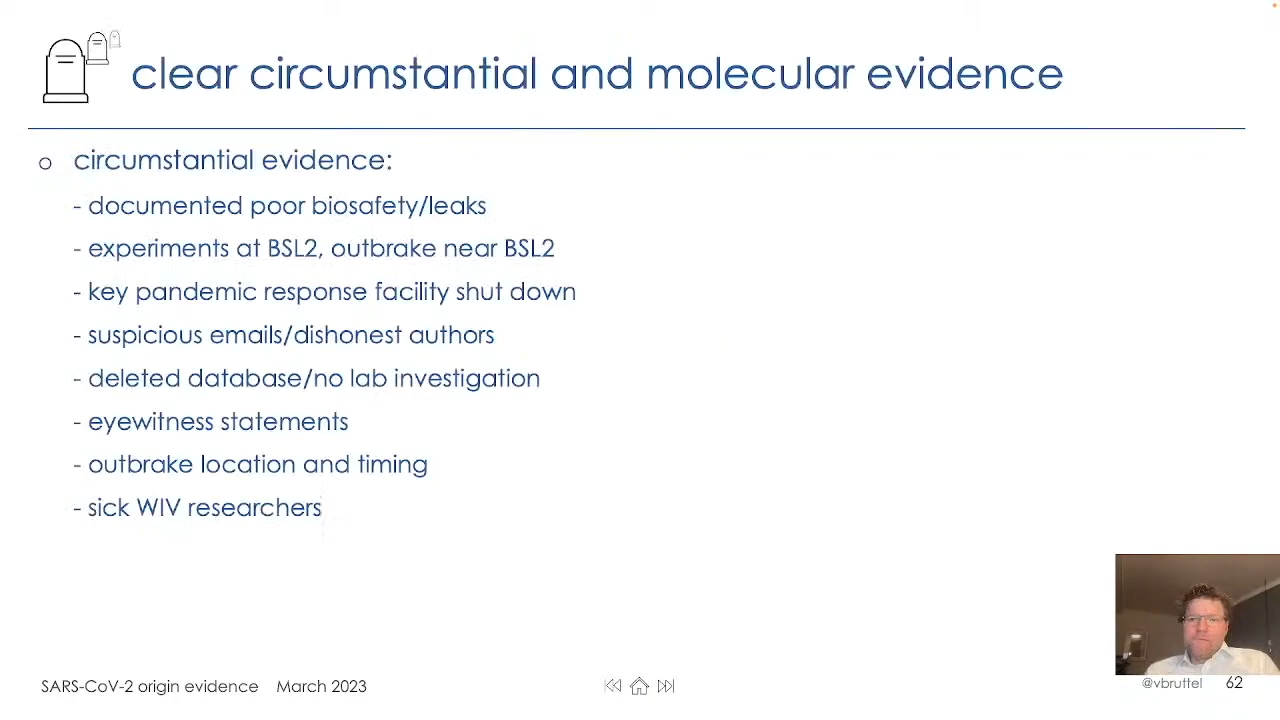 clear circumstantial and molecular evidence
o circumstantial evidence:
- documented poor biosafety/leaks
- experiments at BSL2, outbrake near BSL2
- key pandemic response facility shut down
- suspicious emails/dishonest authors
- deleted database/no lab investigation
- eyewitness statements
- outbrake location and timing
- sick WIV researchers
SARS-CoV-2 origin evidence March 2023
@vbruttel 62